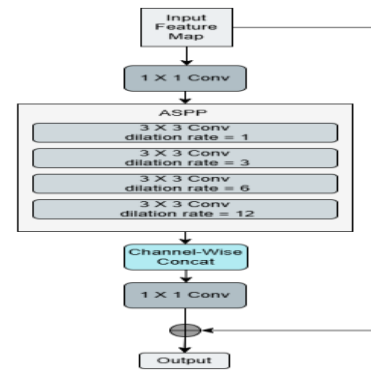 Input
Feature
Map
1 X 1 Conv
ASPP
3 X 3 Conv
dilation rate = 1
3 X 3 Conv
dilation rate = 3
3 X 3 Conv
dilation rate = 6
3 X 3 Conv
dilation rate = 12
Channel-Wise
Concat
1 X 1 Conv
Output